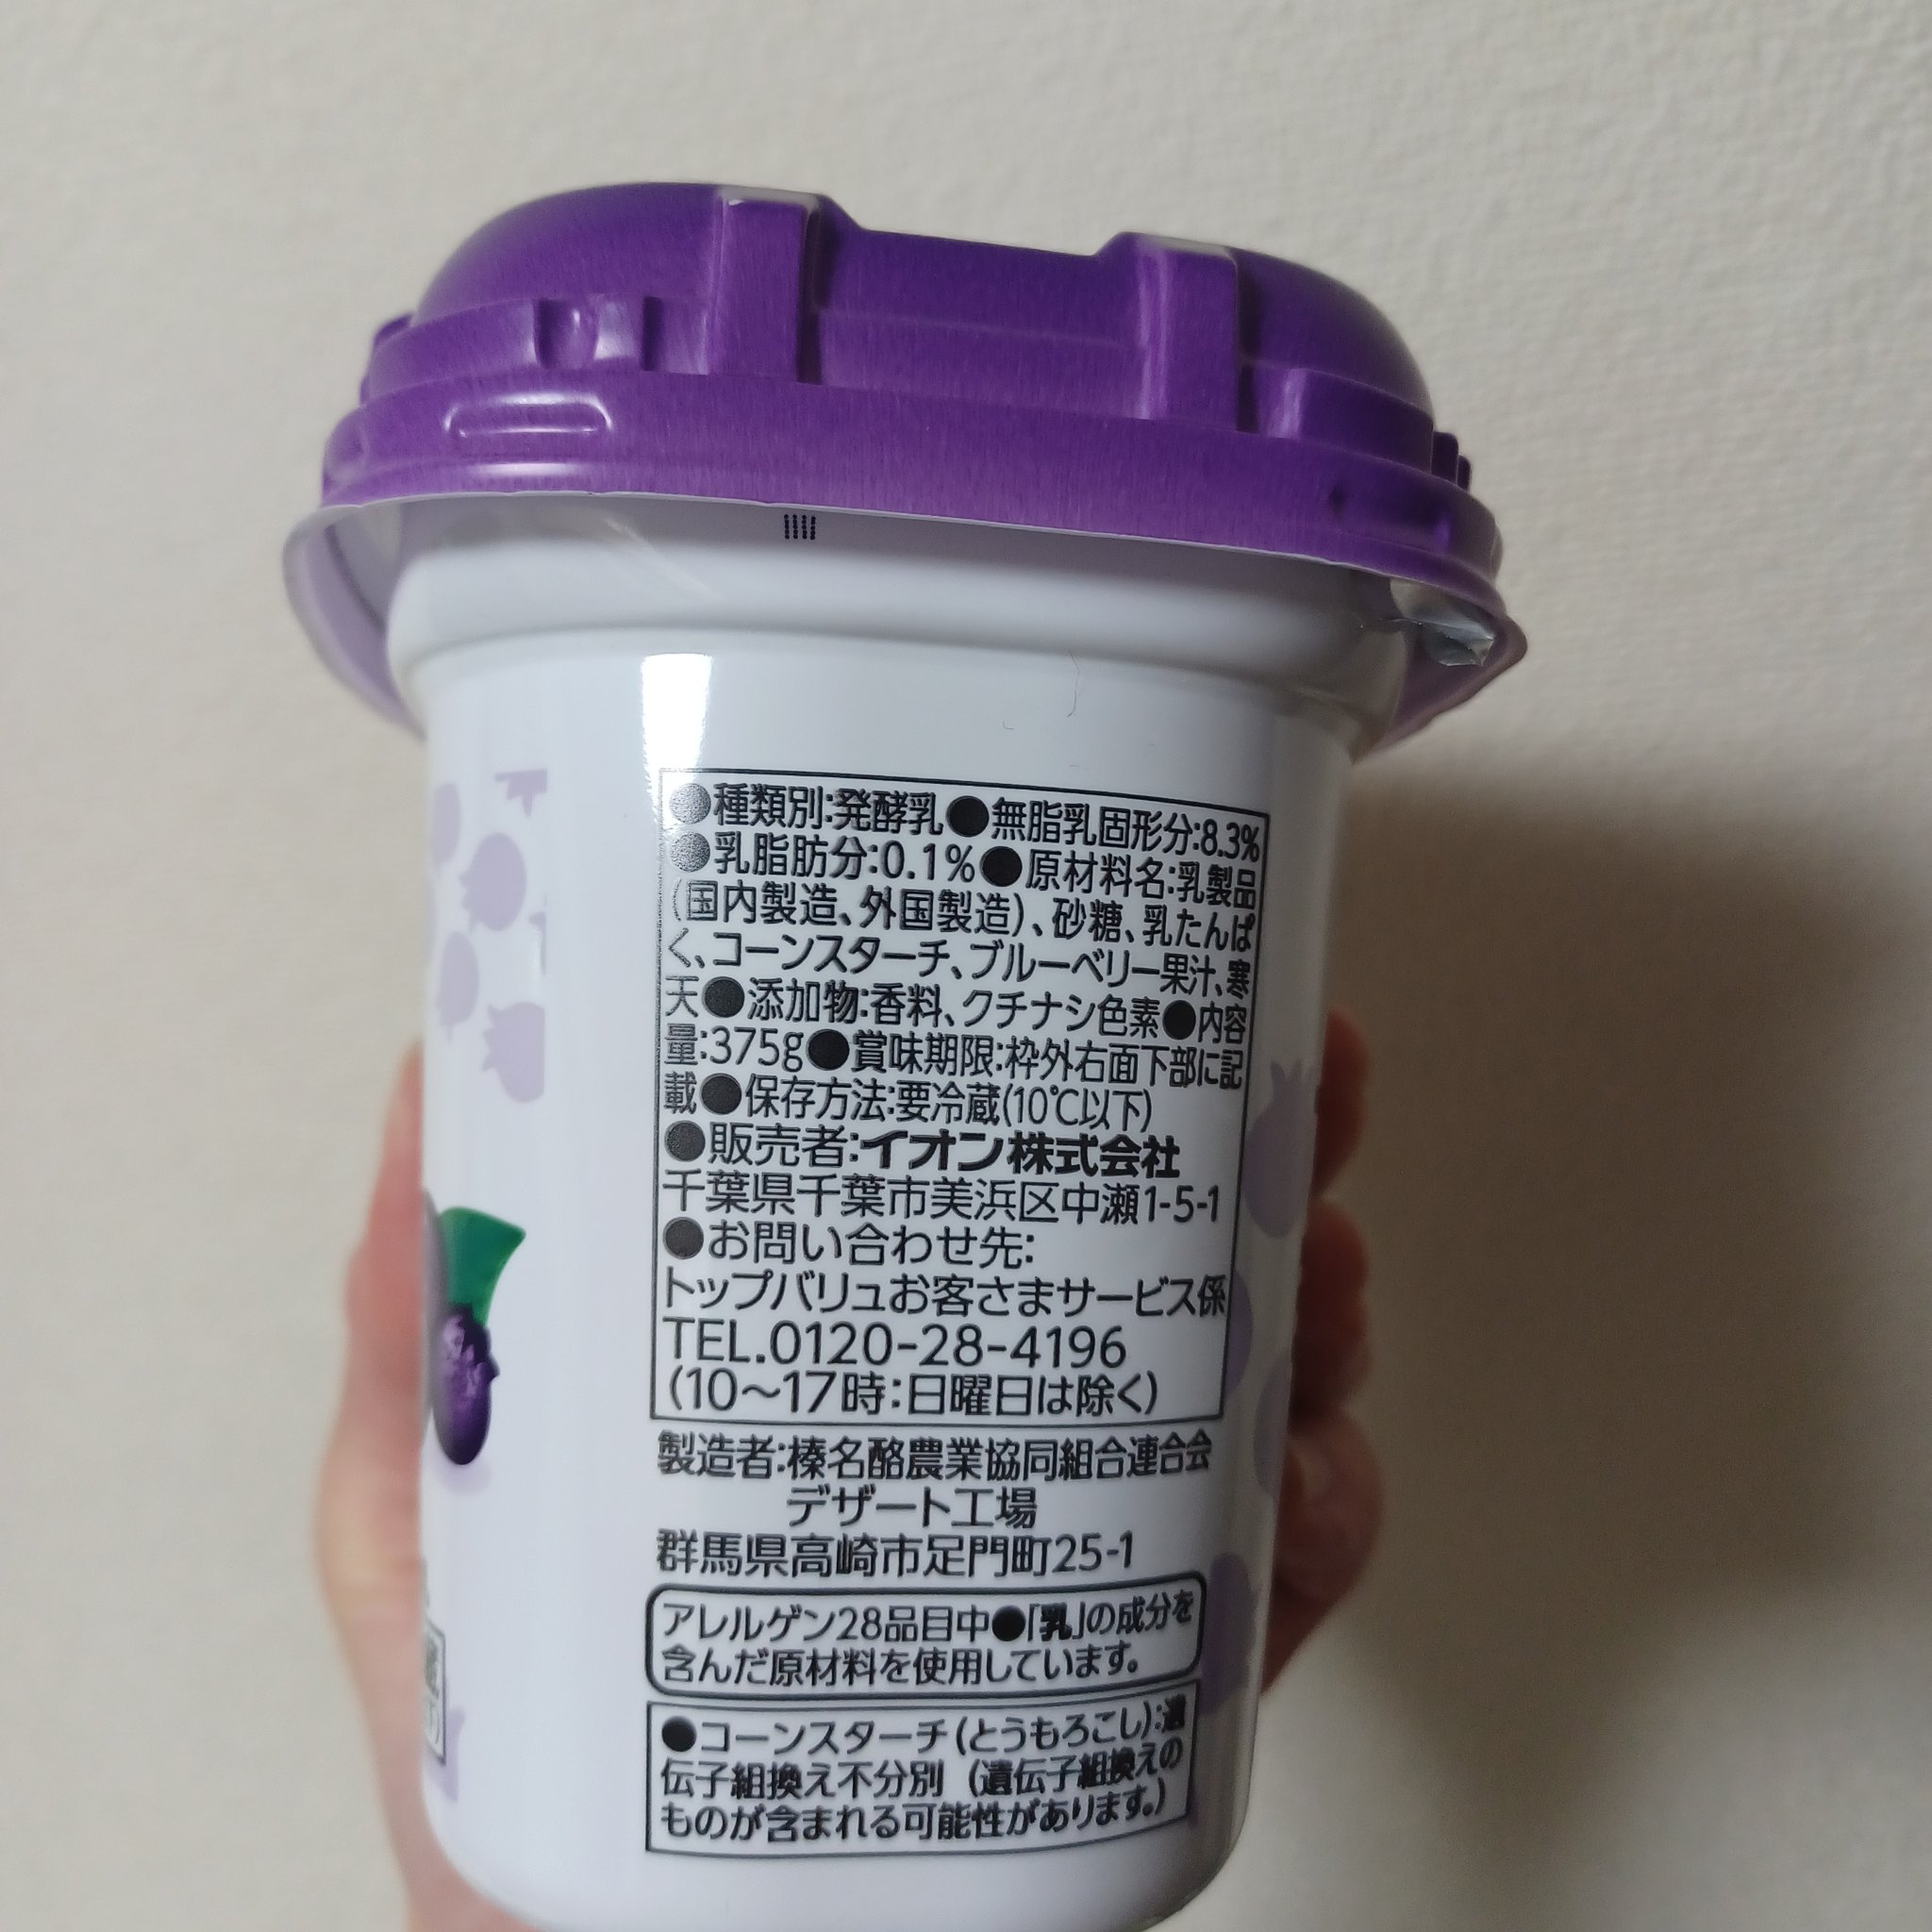 ●種類別:発酵乳●無脂乳固形分:8.3%
●乳脂肪分:0.1%●原材料名:乳製品
(国内製造、外国製造)、砂糖、乳たんぱ
く、コーンスターチ、ブルーベリー果汁、寒
天●添加物:香料、クチナシ色素●内容
量:375g●賞味期限:枠外右面下部に記
載●保存方法:要冷蔵(10℃以下)
●販売者:イオン株式会社
千葉県千葉市美浜区中瀬1-5-1
●お問い合わせ先:
トップバリュお客さまサービス係
TEL.0120-28-4196
(10〜17時:日曜日は除く)
製造者:榛名酪農業協同組合連合会
デザート工場
群馬県高崎市足門町25-1
アレルゲン28品目中●「乳」の成分を
含んだ原材料を使用しています。
●コーンスターチ(とうもろこし):遺
伝子組換え不分別 (遺伝子組換えの
ものが含まれる可能性があります。)